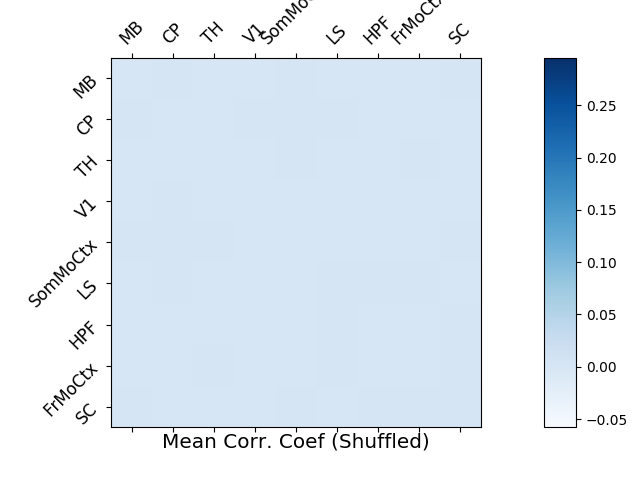 MB CP TH V1 SomMo LS HPF FrMoCtx SC
MB
CP
TH
V1
SomMoCtx
LS
HPF
FrMoCtx
SC
Mean Corr. Coef (Shuffled)
0.25
0.20
0.15
0.10
0.05
0.00
−0.05